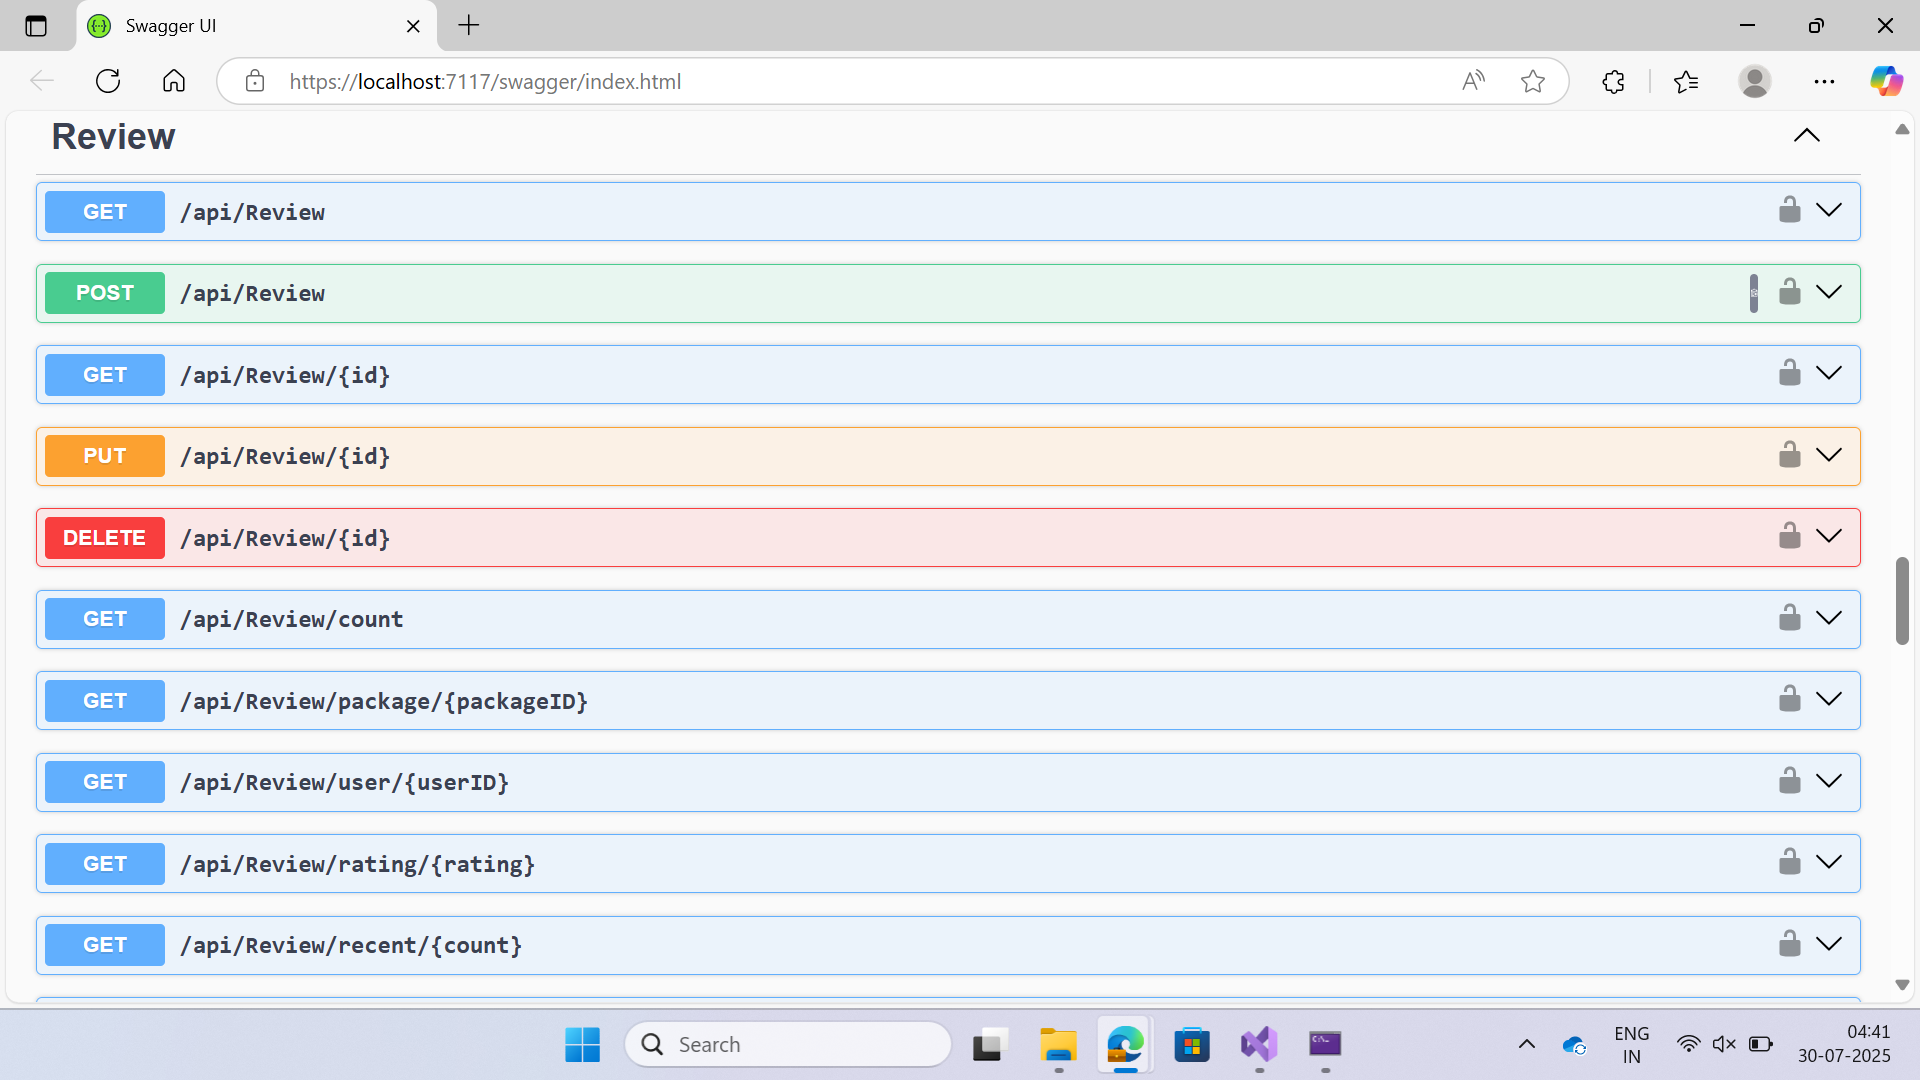 Swagger UI
https://localhost:7117/swagger/index.html
Review
GET /api/Review
POST /api/Review
GET /api/Review/{id}
PUT /api/Review/{id}
DELETE /api/Review/{id}
GET /api/Review/count
GET /api/Review/package/{packageID}
GET /api/Review/user/{userID}
GET /api/Review/rating/{rating}
GET /api/Review/recent/{count}
Search
ENG
IN
04:41
30-07-2025